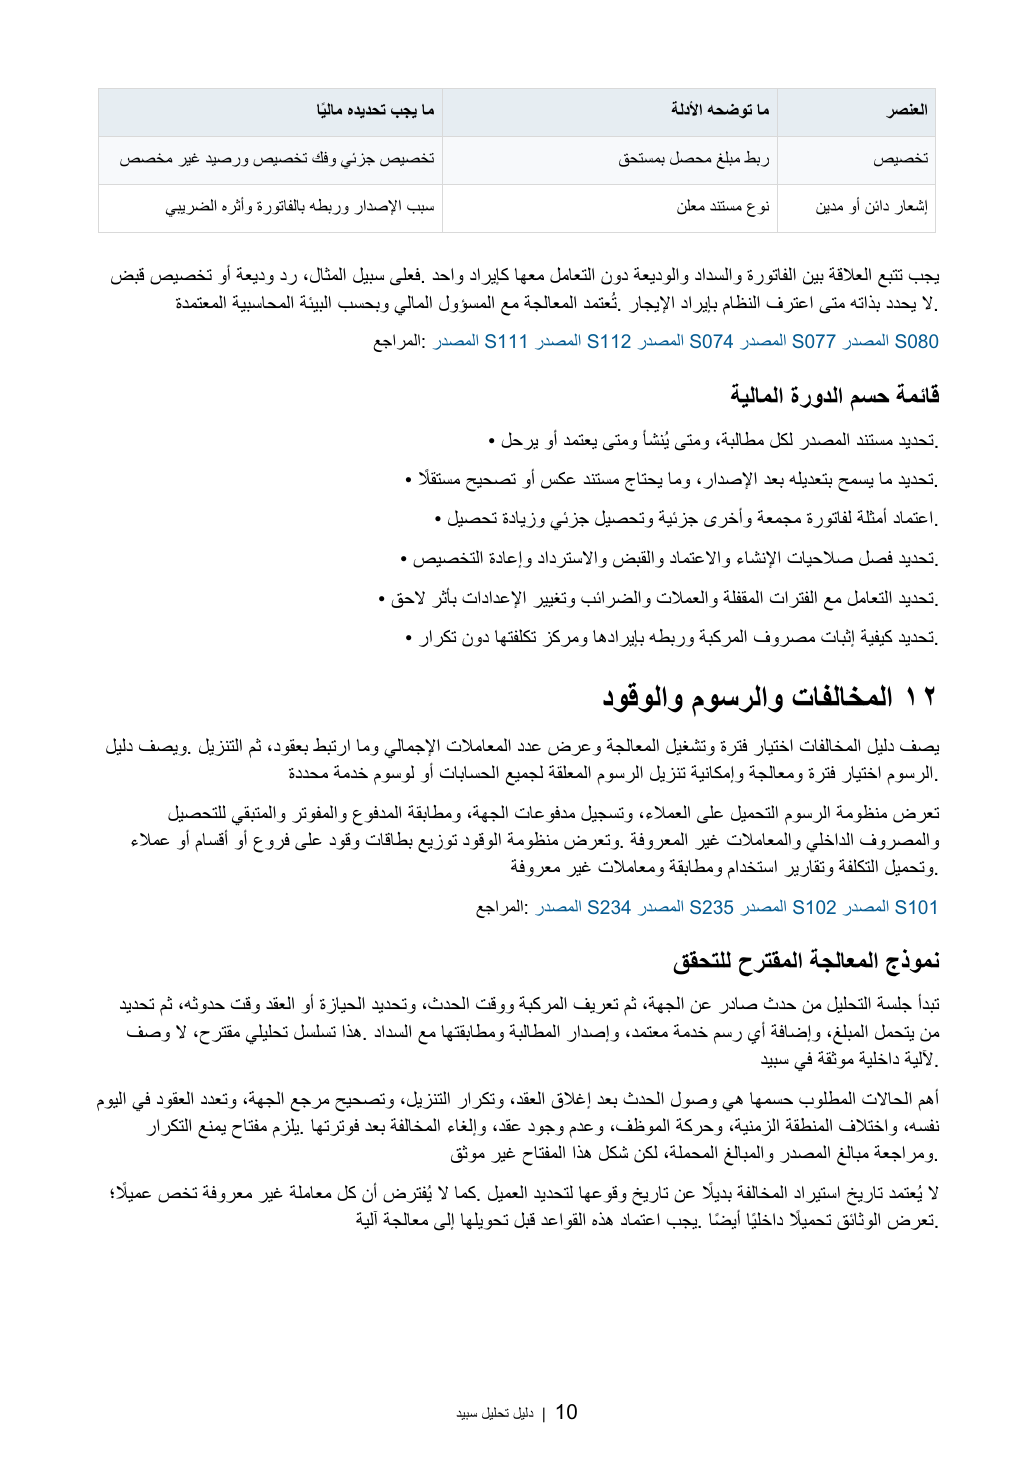 العنصر ما توضحه الأدلة ما يجب تحديده ماليًا
تخصيص ربط مبلغ محصل بمستحق تخصيص جزئي وفك تخصيص ورصيد غير مخصص
إشعار دائن أو مدين نوع مستند معلن سبب الإصدار وربطه بالفاتورة وأثره الضريبي
يجب تتبع العلاقة بين الفاتورة والسداد والوديعة دون التعامل معها كإيراد واحد .فعلى سبيل المثال، رد وديعة أو تخصيص قبض
.لا يحدد بذاته متى اعترف النظام بإيراد الإيجار .تُعتمد المعالجة مع المسؤول المالي وبحسب البيئة المحاسبية المعتمدة
المراجع: المصدر S111 المصدر S112 المصدر S074 المصدر S077 المصدر S080
قائمة حسم الدورة المالية
.تحديد مستند المصدر لكل مطالبة، ومتى يُنشأ ومتى يعتمد أو يرحل •
.تحديد ما يسمح بتعديله بعد الإصدار، وما يحتاج مستند عكس أو تصحيح مستقلًا •
.اعتماد أمثلة لفاتورة مجمعة وأخرى جزئية وتحصيل جزئي وزيادة تحصيل •
.تحديد فصل صلاحيات الإنشاء والاعتماد والقبض والاسترداد وإعادة التخصيص •
.تحديد التعامل مع الفترات المقفلة والعملات والضرائب وتغيير الإعدادات بأثر لاحق •
.تحديد كيفية إثبات مصروف المركبة وربطه بإيرادها ومركز تكلفتها دون تكرار •
١٢ المخالفات والرسوم والوقود
يصف دليل المخالفات اختيار فترة وتشغيل المعالجة وعرض عدد المعاملات الإجمالي وما ارتبط بعقود، ثم التنزيل .ويصف دليل
.الرسوم اختيار فترة ومعالجة وإمكانية تنزيل الرسوم المعلقة لجميع الحسابات أو لوسوم خدمة محددة
تعرض منظومة الرسوم التحميل على العملاء، وتسجيل مدفوعات الجهة، ومطابقة المدفوع والمفوتر والمتبقي للتحصيل
والمصروف الداخلي والمعاملات غير المعروفة .وتعرض منظومة الوقود توزيع بطاقات وقود على فروع أو أقسام أو عملاء
.وتحميل التكلفة وتقارير استخدام ومطابقة ومعاملات غير معروفة
المراجع: المصدر S234 المصدر S235 المصدر S102 المصدر S101
نموذج المعالجة المقترح للتحقق
تبدأ جلسة التحليل من حدث صادر عن الجهة، ثم تعريف المركبة ووقت الحدث، وتحديد الحيازة أو العقد وقت حدوثه، ثم تحديد
من يتحمل المبلغ، وإضافة أي رسم خدمة معتمد، وإصدار المطالبة ومطابقتها مع السداد .هذا تسلسل تحليلي مقترح، لا وصف
.لآلية داخلية موثقة في سبيد
أهم الحالات المطلوب حسمها هي وصول الحدث بعد إغلاق العقد، وتكرار التنزيل، وتصحيح مرجع الجهة، وتعدد العقود في اليوم
نفسه، واختلاف المنطقة الزمنية، وحركة الموظف، وعدم وجود عقد، وإلغاء المخالفة بعد فوترتها .يلزم مفتاح يمنع التكرار
.ومراجعة مبالغ المصدر والمبالغ المحملة، لكن شكل هذا المفتاح غير موثق
لا يُعتمد تاريخ استيراد المخالفة بديلًا عن تاريخ وقوعها لتحديد العميل .كما لا يُفترض أن كل معاملة غير معروفة تخص عميلًا؛
.تعرض الوثائق تحميلًا داخليًا أيضًا .يجب اعتماد هذه القواعد قبل تحويلها إلى معالجة آلية
دليل تحليل سبيد | 10